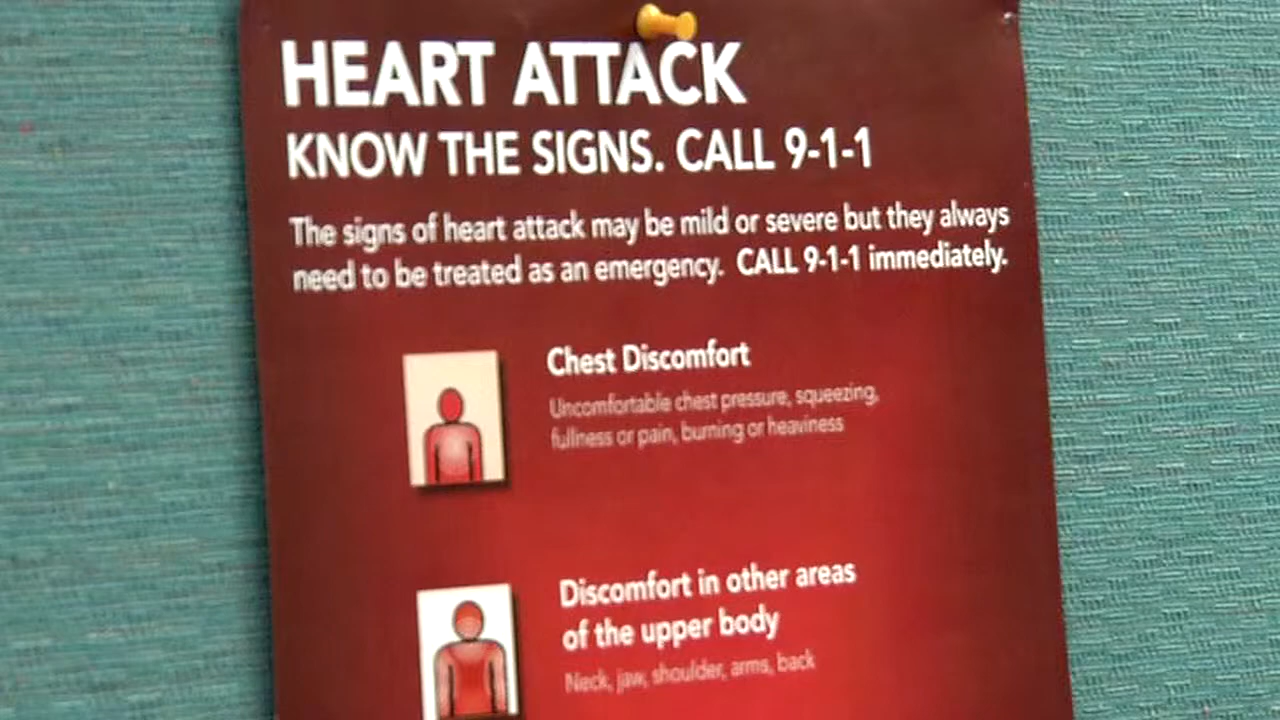 HEART ATTACK
KNOW THE SIGNS. CALL 9-1-1
The signs of heart attack may be mild or severe but they always
need to be treated as an emergency. CALL 9-1-1 immediately.
Chest Discomfort
Uncomfortable chest pressure, squeezing,
fullness or pain, burning or heaviness
Discomfort in other areas
of the upper body
Neck, jaw, shoulder, arms, back